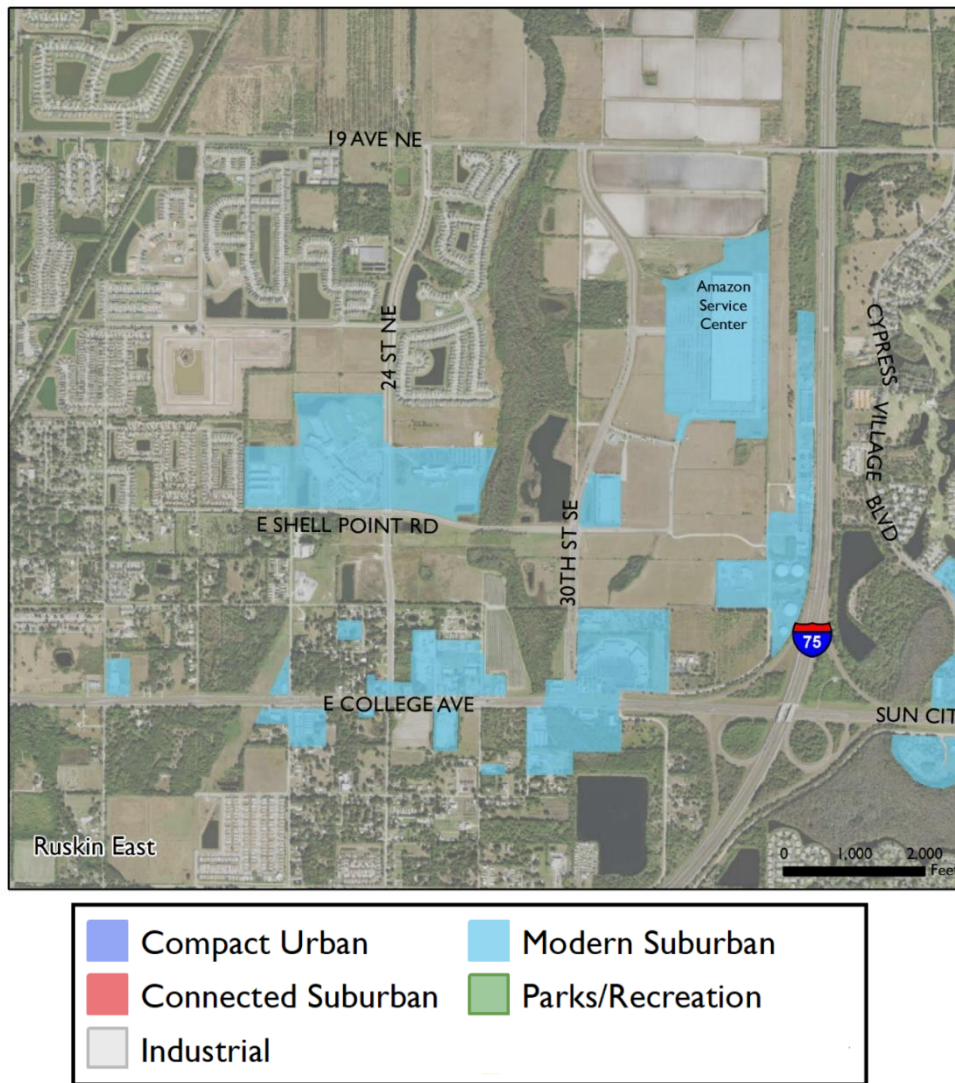 19 AVE NE
Amazon
Service
Center
24 ST NE
CYPRESS VILLAGE BLVD
E SHELL POINT RD
30TH ST SE
75
E COLLEGE AVE
SUN CIT
Ruskin East
0 1,000 2,000
Feet
Compact Urban
Modern Suburban
Connected Suburban
Parks/Recreation
Industrial